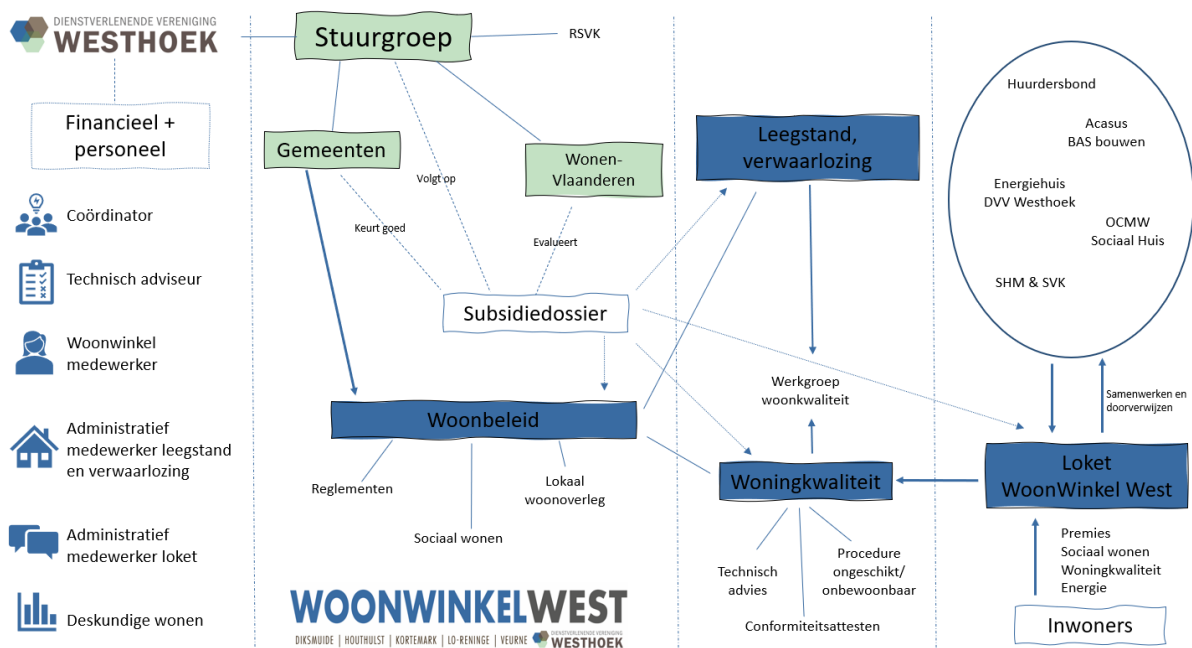 DIENSTVERLENENDE VERENIGING
WESTHOEK
Financieel +
personeel
Coördinator
Technisch adviseur
Woonwinkel
medewerker
Administratief
medewerker leegstand
en verwaarlozing
Administratief
medewerker loket
Deskundige wonen
Stuurgroep
RSVK
Gemeenten
Wonen-
Vlaanderen
Volgt op
Keurt goed
Evalueert
Subsidiedossier
Woonbeleid
Reglementen
Lokaal
woonoverleg
Sociaal wonen
WOONWINKELWEST
DIKSMUIDE | HOUTHULST | KORTEMARK | LO-RENINGE | VEURNE
DIENSTVERLENENDE VERENIGING
WESTHOEK
Leegstand,
verwaarlozing
Werkgroep
woonkwaliteit
Woningkwaliteit
Technisch
advies
Procedure
ongeschikt/
onbewoonbaar
Conformiteitsattesten
Huurdersbond
Acasus
BAS bouwen
Energiehuis
DVV Westhoek
OCMW
Sociaal Huis
SHM & SVK
Samenwerken en
doorverwijzen
Loket
WoonWinkel West
Premies
Sociaal wonen
Woningkwaliteit
Energie
Inwoners